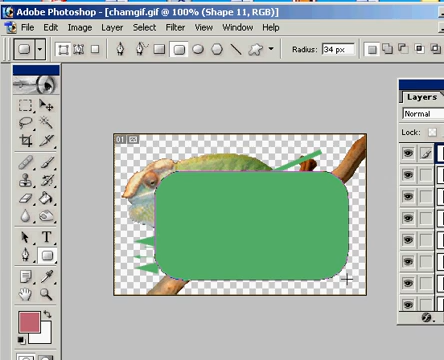 Adobe Photoshop - [chamgif.gif @ 100% (Shape 11, RGB)]
File Edit Image Layer Select Filter View Window Help
Radius: 34 px
01
Layers
Lock:
T